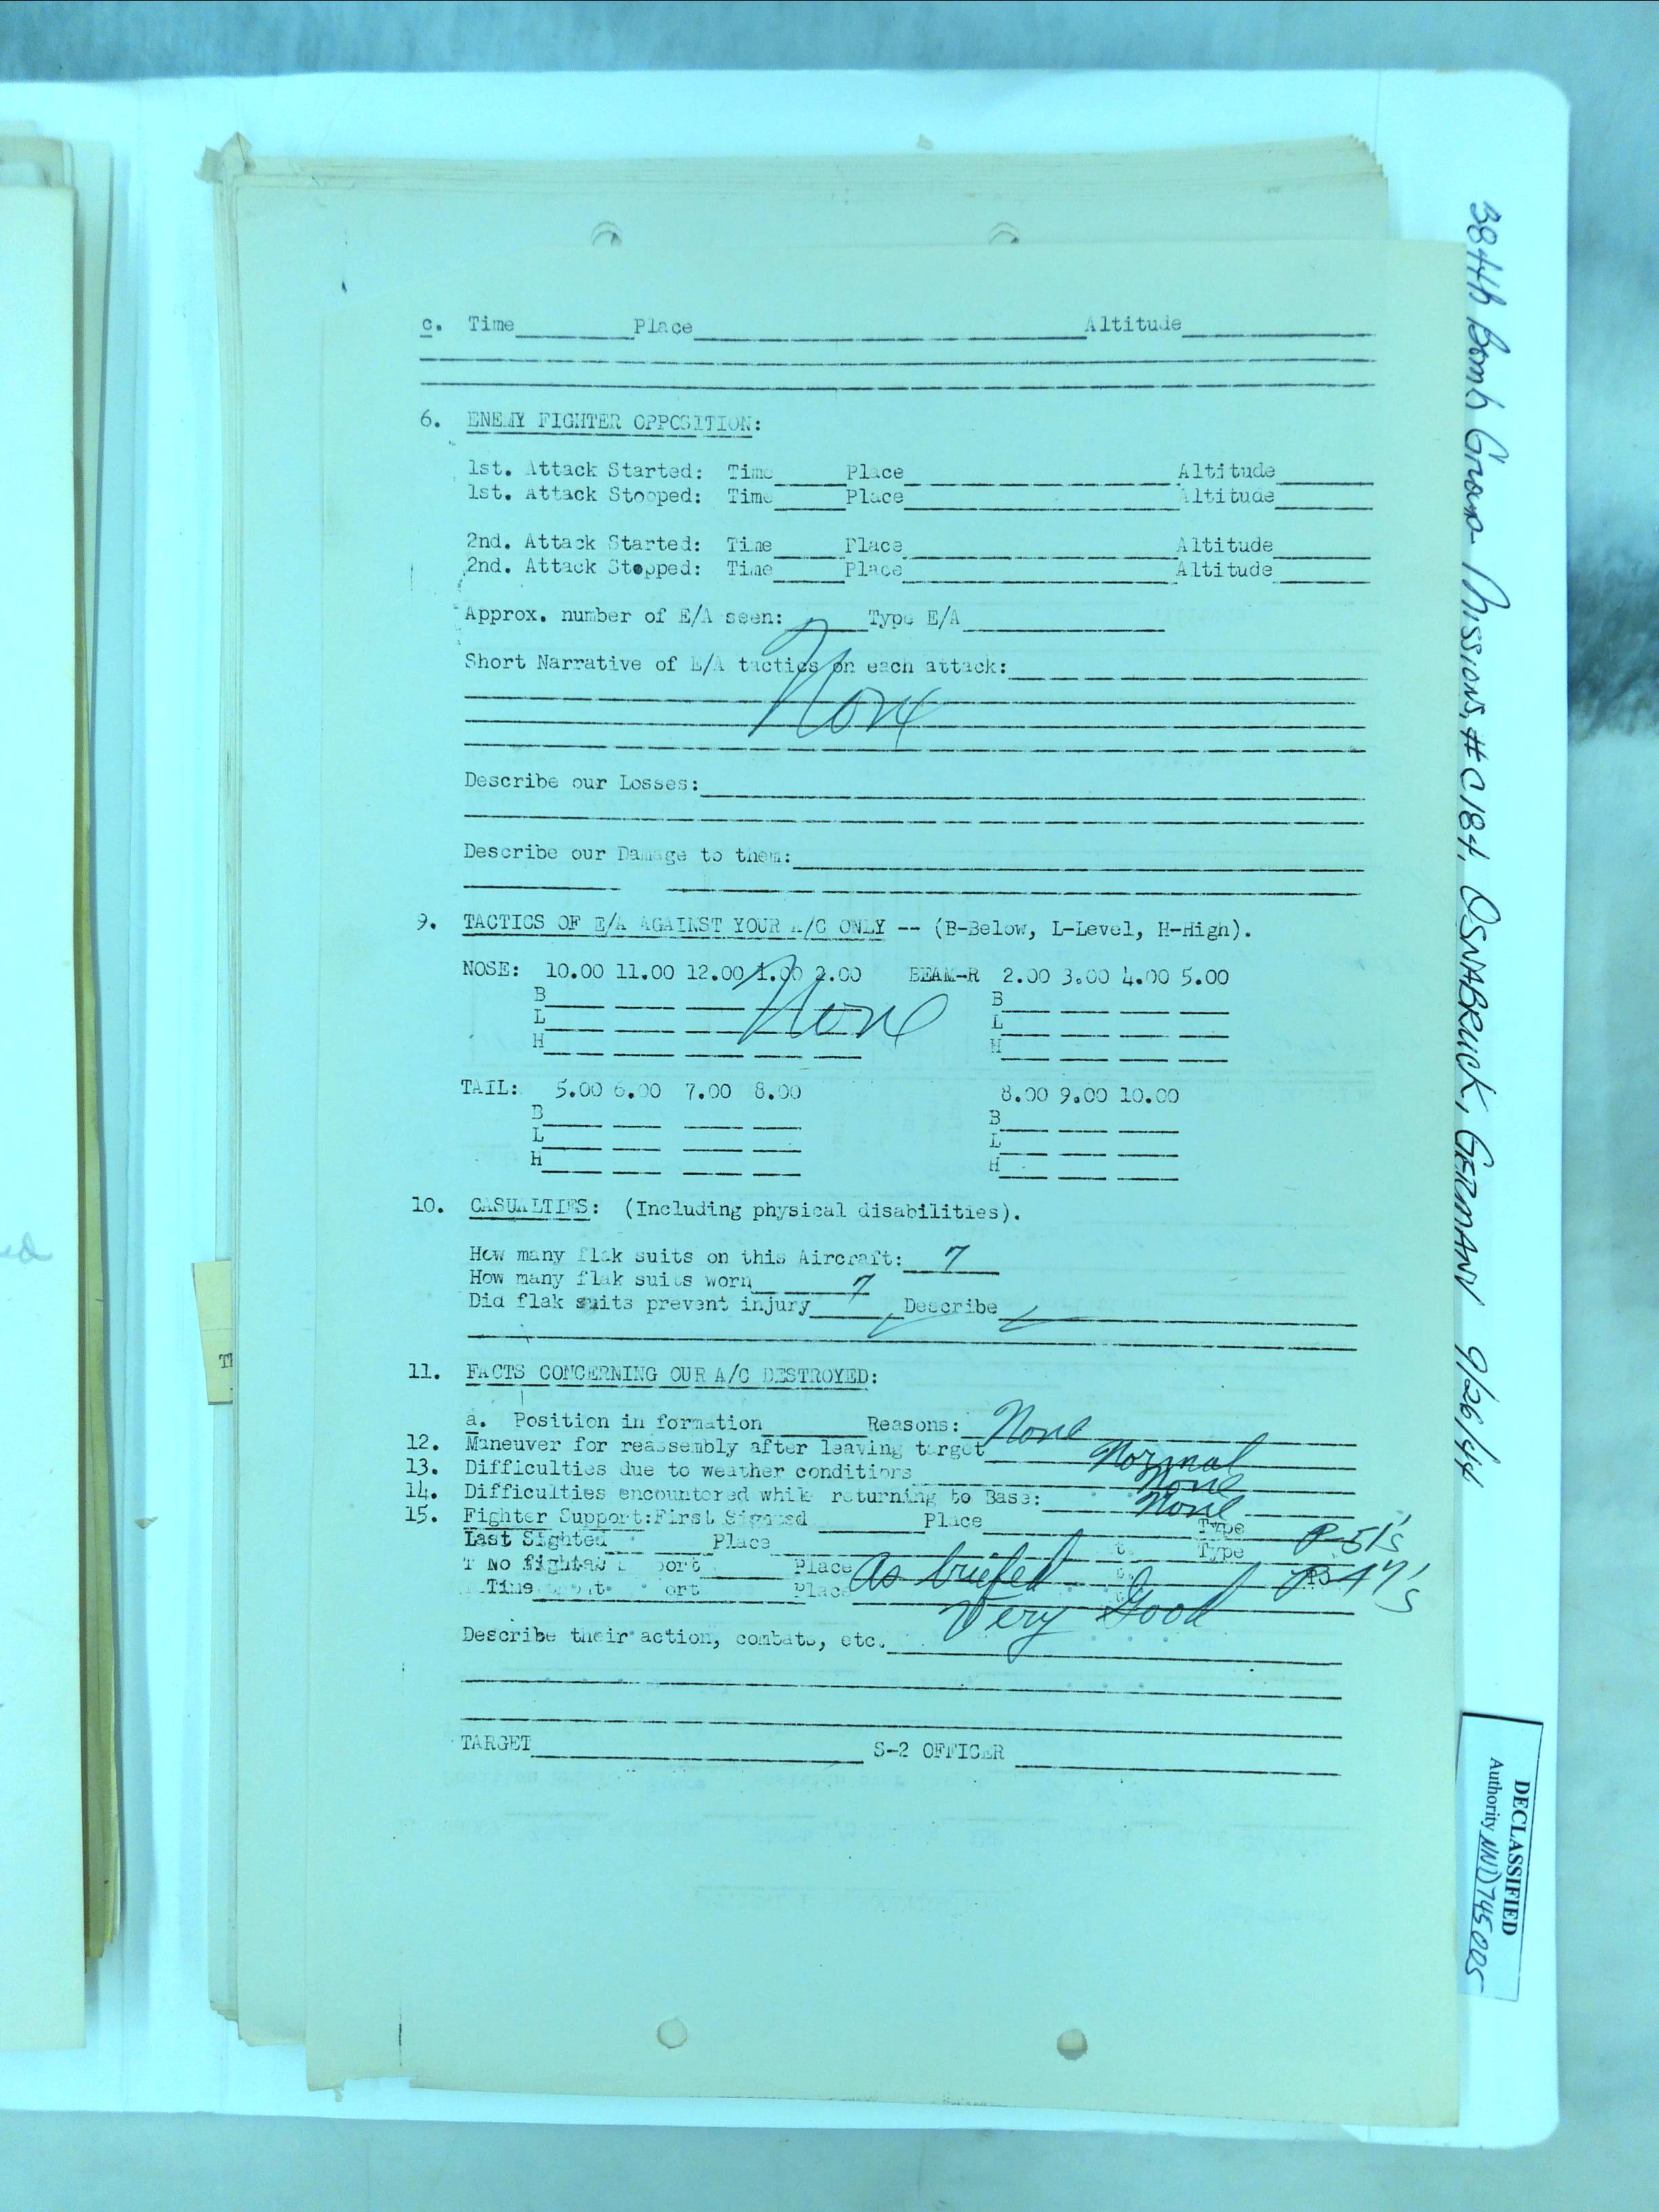 c. Time Place Altitude
6. ENEMY FIGHTER OPPOSITION:
1st. Attack Started: Time Place Altitude
1st. Attack Stopped: Time Place Altitude
2nd. Attack Started: Time Place Altitude
2nd. Attack Stopped: Time Place Altitude
Approx. number of E/A seen: Type E/A
Short Narrative of E/A tactics on each attack:
None
Describe our Losses:
Describe our Damage to them:
9. TACTICS OF E/A AGAINST YOUR A/C ONLY -- (B-Below, L-Level, H-High).
NOSE: 10.00 11.00 12.00 1.00 2.00 BEAM-R 2.00 3.00 4.00 5.00
B B
L None L
H H
TAIL: 5.00 6.00 7.00 8.00 8.00 9.00 10.00
B B
L L
H H
10. CASUALTIES: (Including physical disabilities).
How many flak suits on this Aircraft: 7
How many flak suits worn 7
Did flak suits prevent injury Describe
11. FACTS CONCERNING OUR A/C DESTROYED:
a. Position in formation Reasons: None
12. Maneuver for reassembly after leaving target Normal
13. Difficulties due to weather conditions None
14. Difficulties encountered while returning to Base: None
15. Fighter Support: First Sighted Place Type P-51's
Last Sighted Place Type
No fighter Place As briefed P-47's
Time Place
Very Good
Describe their action, combats, etc.
TARGET S-2 OFFICER
384th Bomb Group Missions, #C184, OSNABRUCK, GERMANY 9/26/44
DECLASSIFIED
Authority NND745005